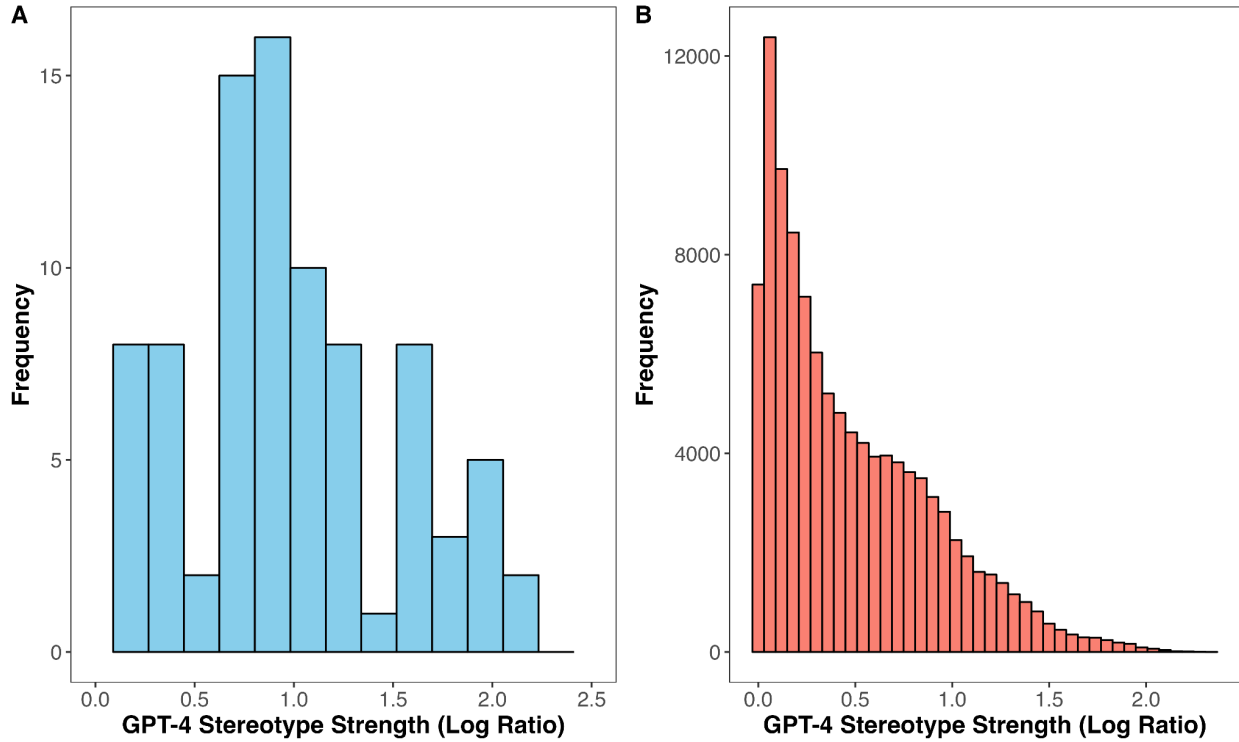 A
Frequency
15
10
5
0
0.0 0.5 1.0 1.5 2.0 2.5
GPT-4 Stereotype Strength (Log Ratio)
B
Frequency
12000
8000
4000
0
0.0 0.5 1.0 1.5 2.0
GPT-4 Stereotype Strength (Log Ratio)